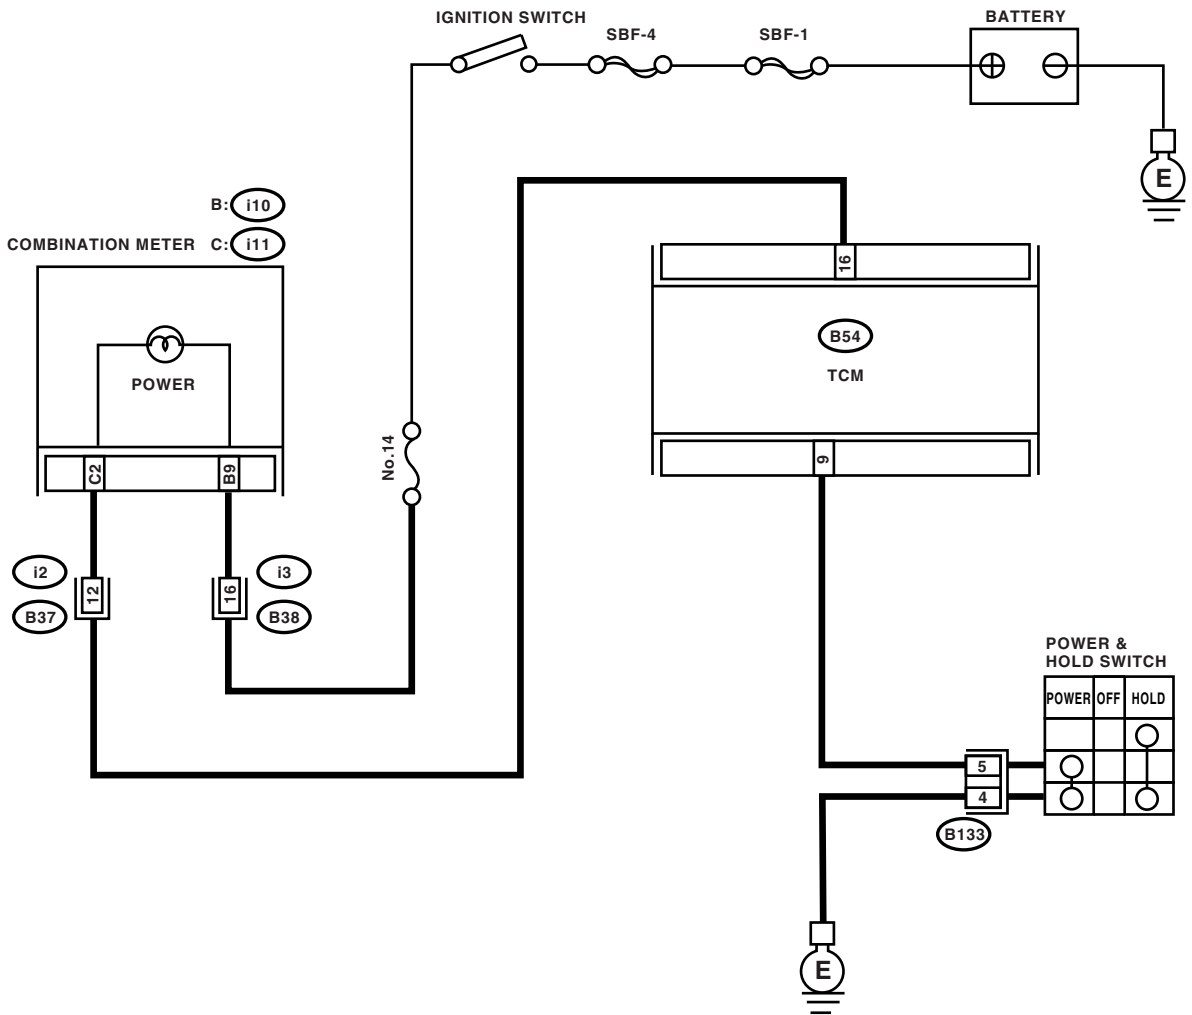 IGNITION SWITCH
SBF-4
SBF-1
BATTERY
E
B: i10
COMBINATION METER C: i11
POWER
C2
B9
No.14
16
B54
TCM
9
i2
B37
12
16
i3
B38
POWER &
HOLD SWITCH
POWER OFF HOLD
5
4
B133
E